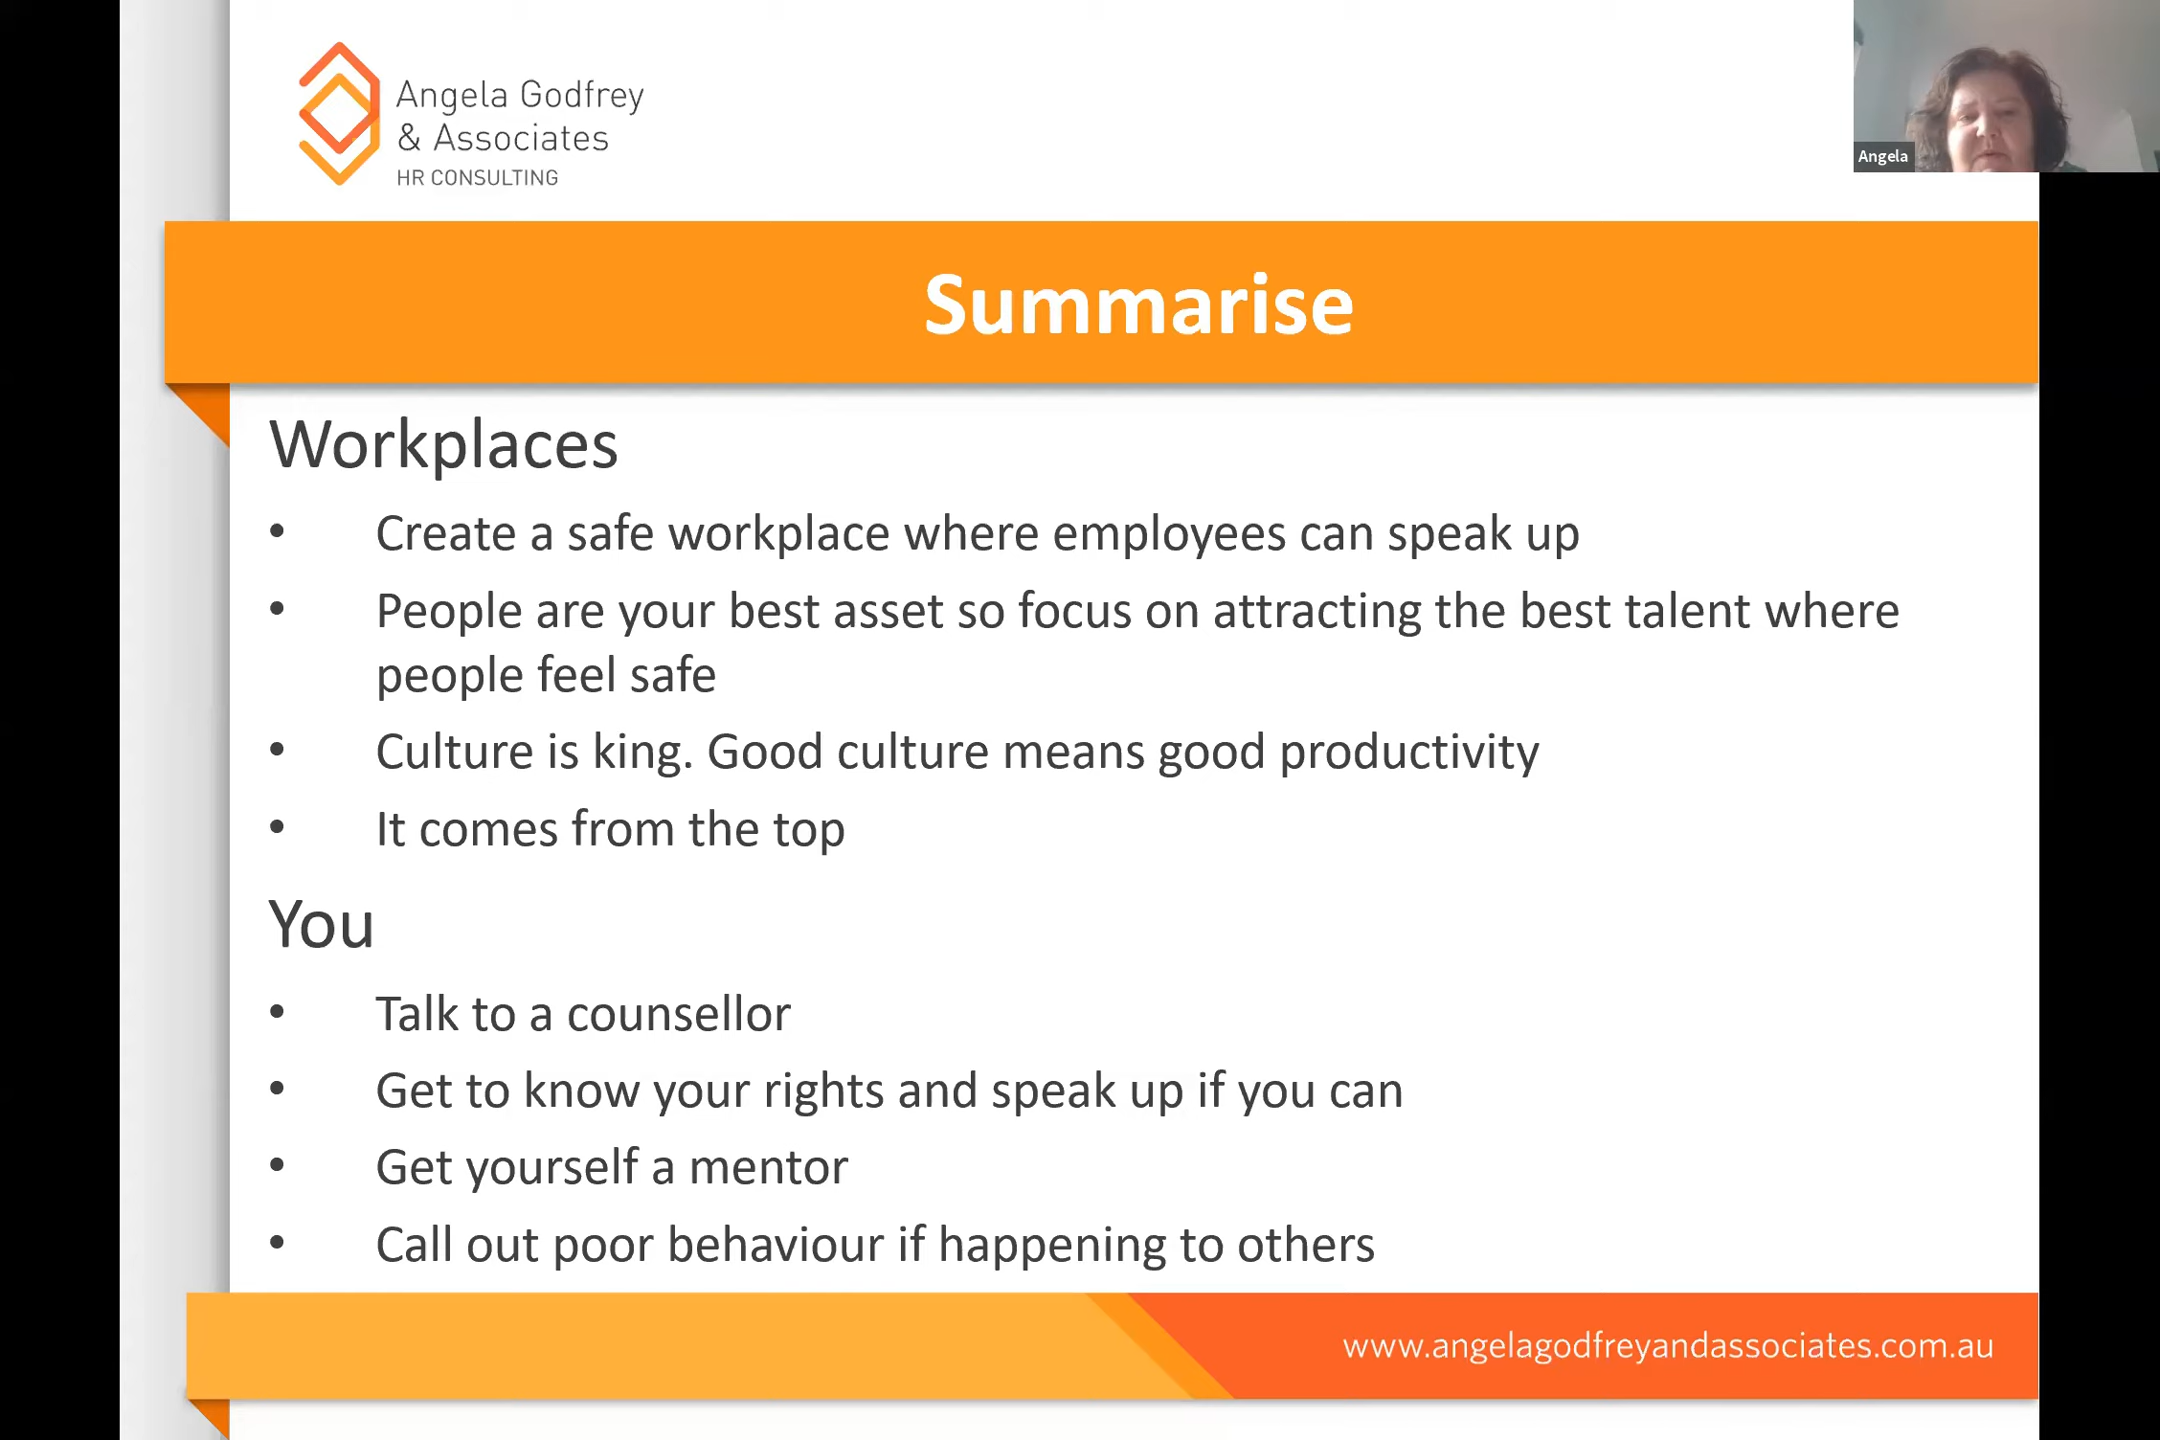 Angela Godfrey
& Associates
HR CONSULTING
Angela
Summarise
Workplaces
• Create a safe workplace where employees can speak up
• People are your best asset so focus on attracting the best talent where
people feel safe
• Culture is king. Good culture means good productivity
• It comes from the top
You
• Talk to a counsellor
• Get to know your rights and speak up if you can
• Get yourself a mentor
• Call out poor behaviour if happening to others
www.angelagodfreyandassociates.com.au